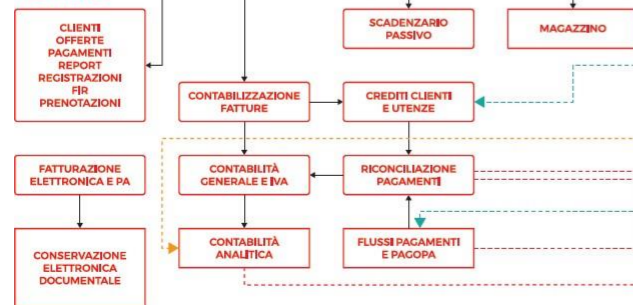 CLIENTI
OFFERTE
PAGAMENTI
REPORT
REGISTRAZIONI
FIR
PRENOTAZIONI
SCADENZARIO
PASSIVO
MAGAZZINO
CONTABILIZZAZIONE
FATTURE
CREDITI CLIENTI
E UTENZE
FATTURAZIONE
ELETTRONICA E PA
CONTABILITÀ
GENERALE E IVA
RICONCILIAZIONE
PAGAMENTI
CONSERVAZIONE
ELETTRONICA
DOCUMENTALE
CONTABILITÀ
ANALITICA
FLUSSI PAGAMENTI
E PAGOPA